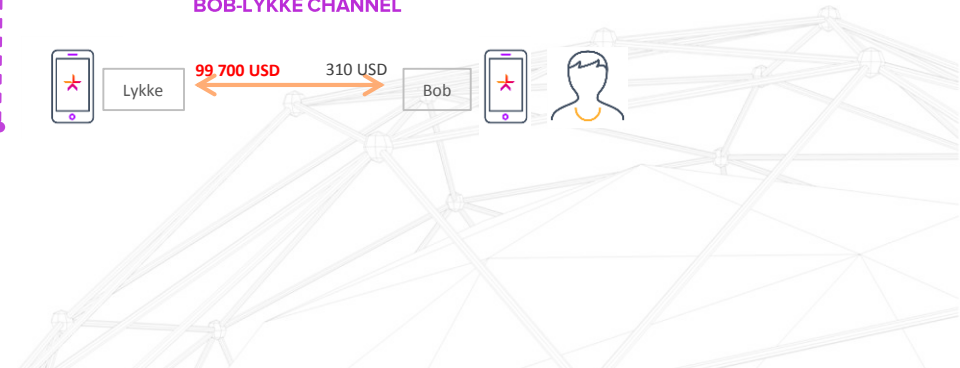 BOB-LYKKE CHANNEL
99 700 USD
310 USD
Lykke
Bob